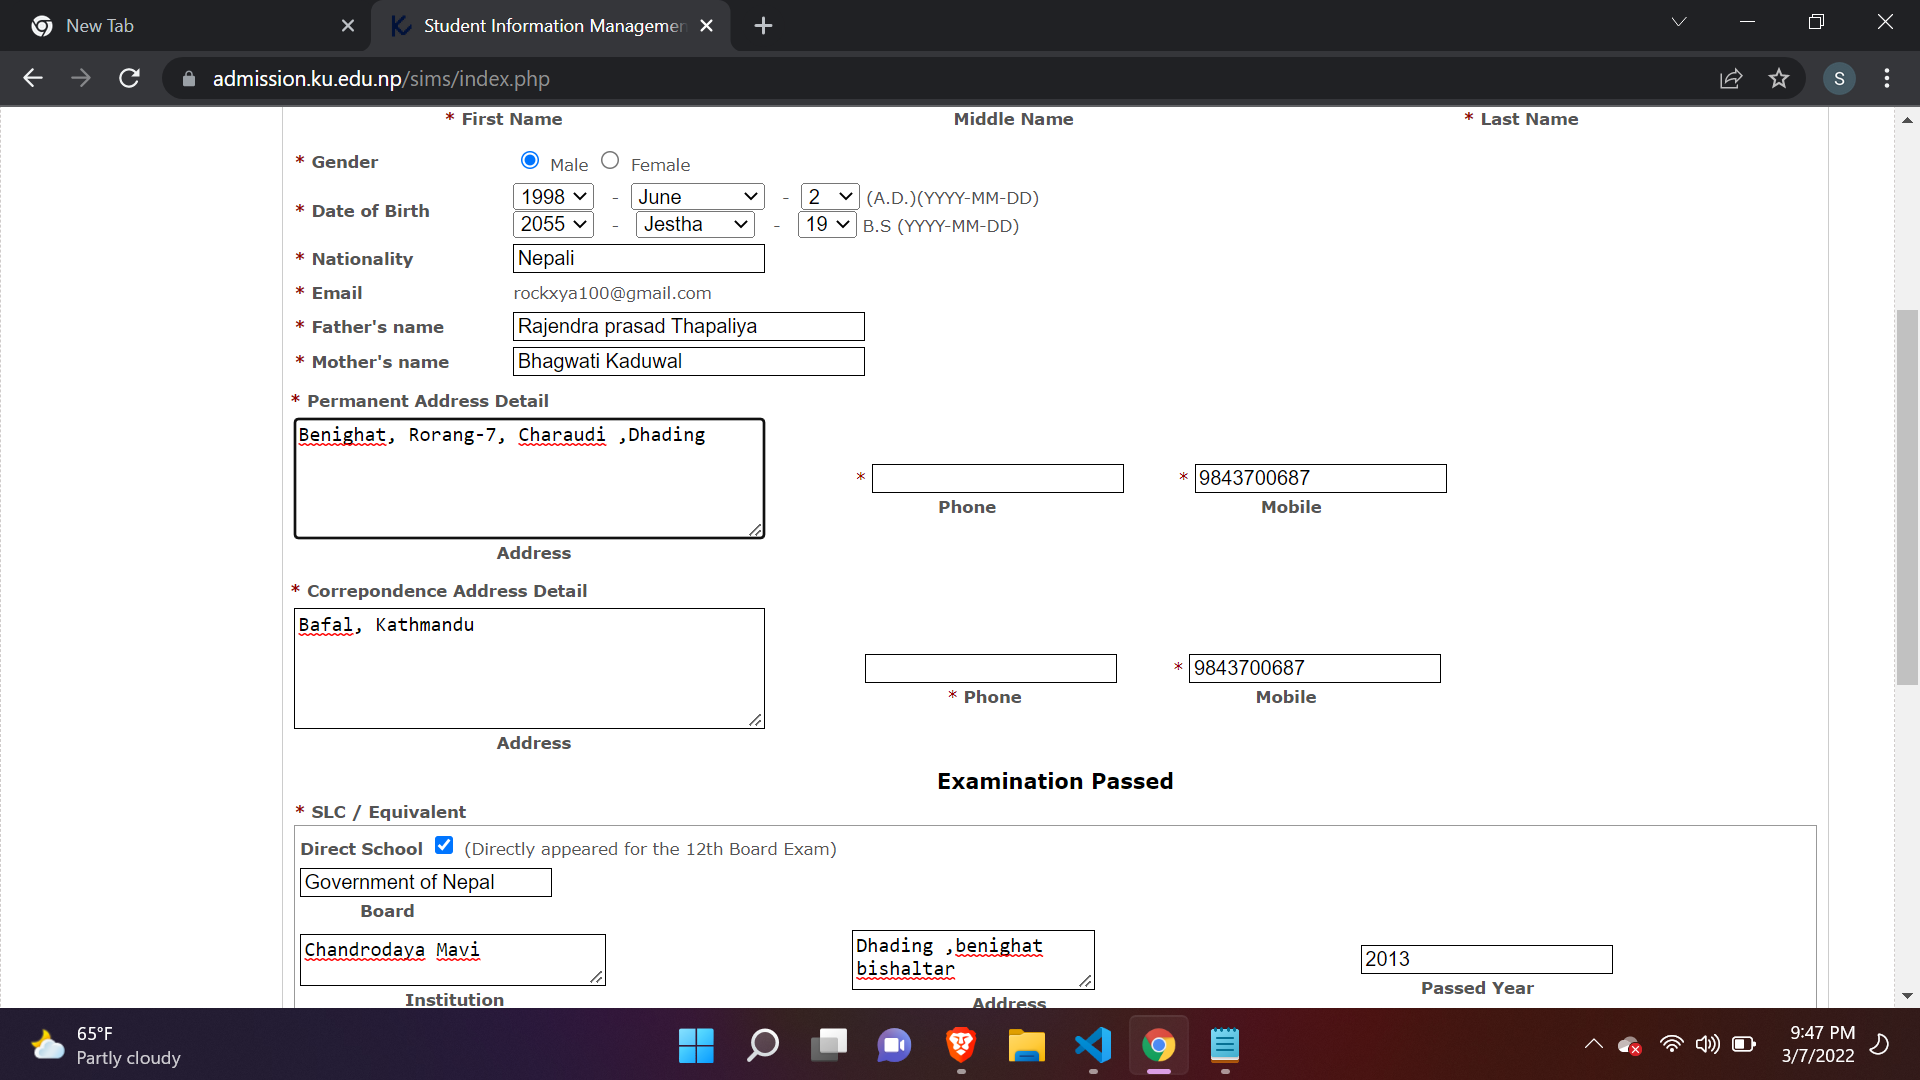 New Tab
Student Information Managemen
admission.ku.edu.np/sims/index.php
S
* First Name
Middle Name
* Last Name
* Gender
Male
Female
* Date of Birth
1998 - June - 2 (A.D.)(YYYY-MM-DD)
2055 - Jestha - 19 B.S (YYYY-MM-DD)
* Nationality
Nepali
* Email
rockxya100@gmail.com
* Father's name
Rajendra prasad Thapaliya
* Mother's name
Bhagwati Kaduwal
* Permanent Address Detail
Benighat, Rorang-7, Charaudi ,Dhading
*
Phone
* 9843700687
Mobile
Address
* Correpondence Address Detail
Bafal, Kathmandu
* Phone
* 9843700687
Mobile
Address
Examination Passed
* SLC / Equivalent
Direct School (Directly appeared for the 12th Board Exam)
Government of Nepal
Board
Chandrodaya Mavi
Institution
Dhading ,benighat
bishaltar
Address
2013
Passed Year
65°F
Partly cloudy
9:47 PM
3/7/2022